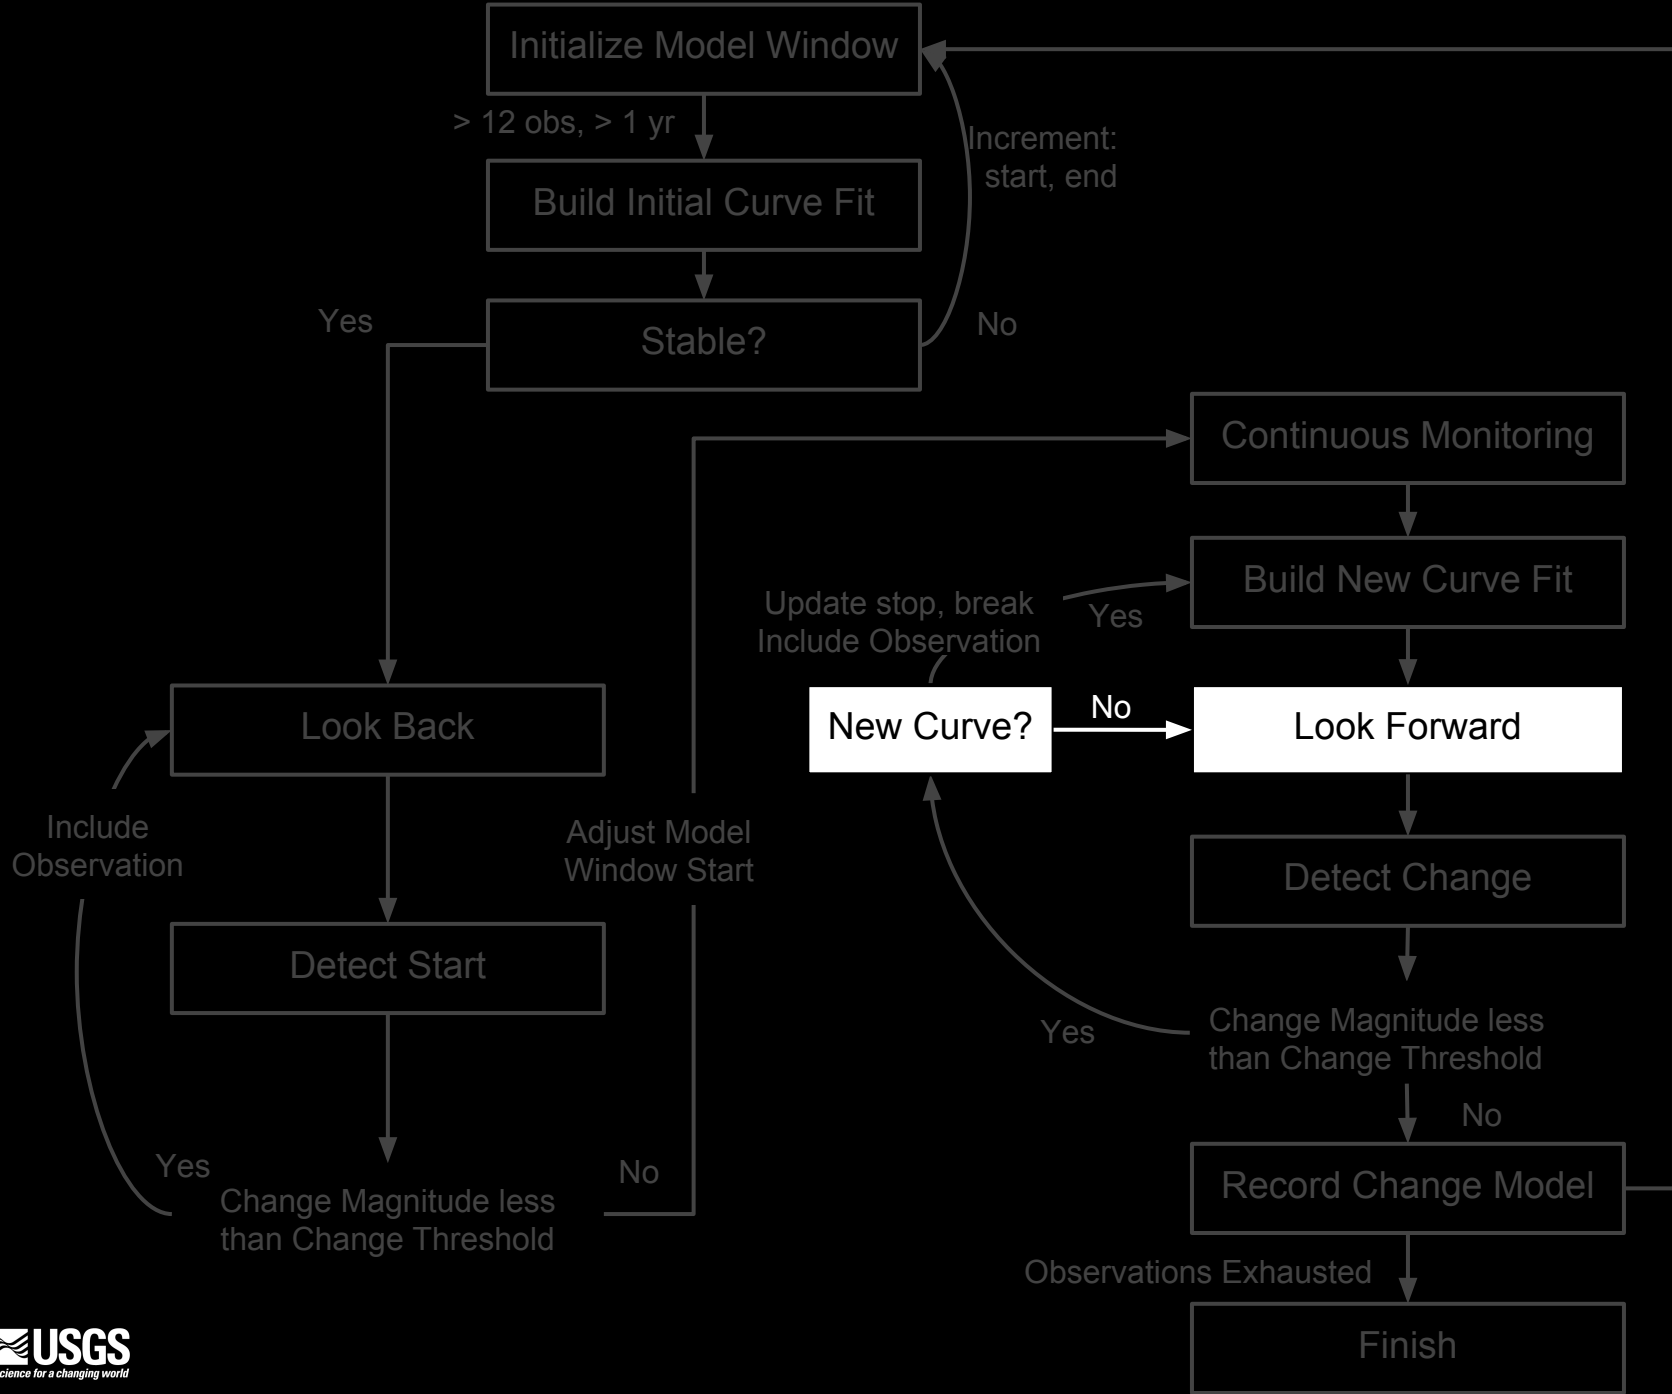 Initialize Model Window
> 12 obs, > 1 yr
Increment:
start, end
Build Initial Curve Fit
Yes
Stable?
No
Continuous Monitoring
Build New Curve Fit
Update stop, break
Include Observation
Yes
Look Back
New Curve?
No
Look Forward
Include
Observation
Adjust Model
Window Start
Detect Change
Detect Start
Yes
Change Magnitude less
than Change Threshold
No
Yes
No
Change Magnitude less
than Change Threshold
Record Change Model
Observations Exhausted
Finish
USGS
science for a changing world